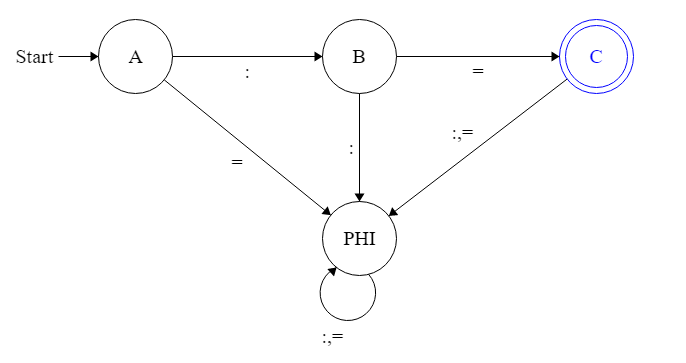 Start
A
:
B
=
C
=
:
:,=
PHI
:,=